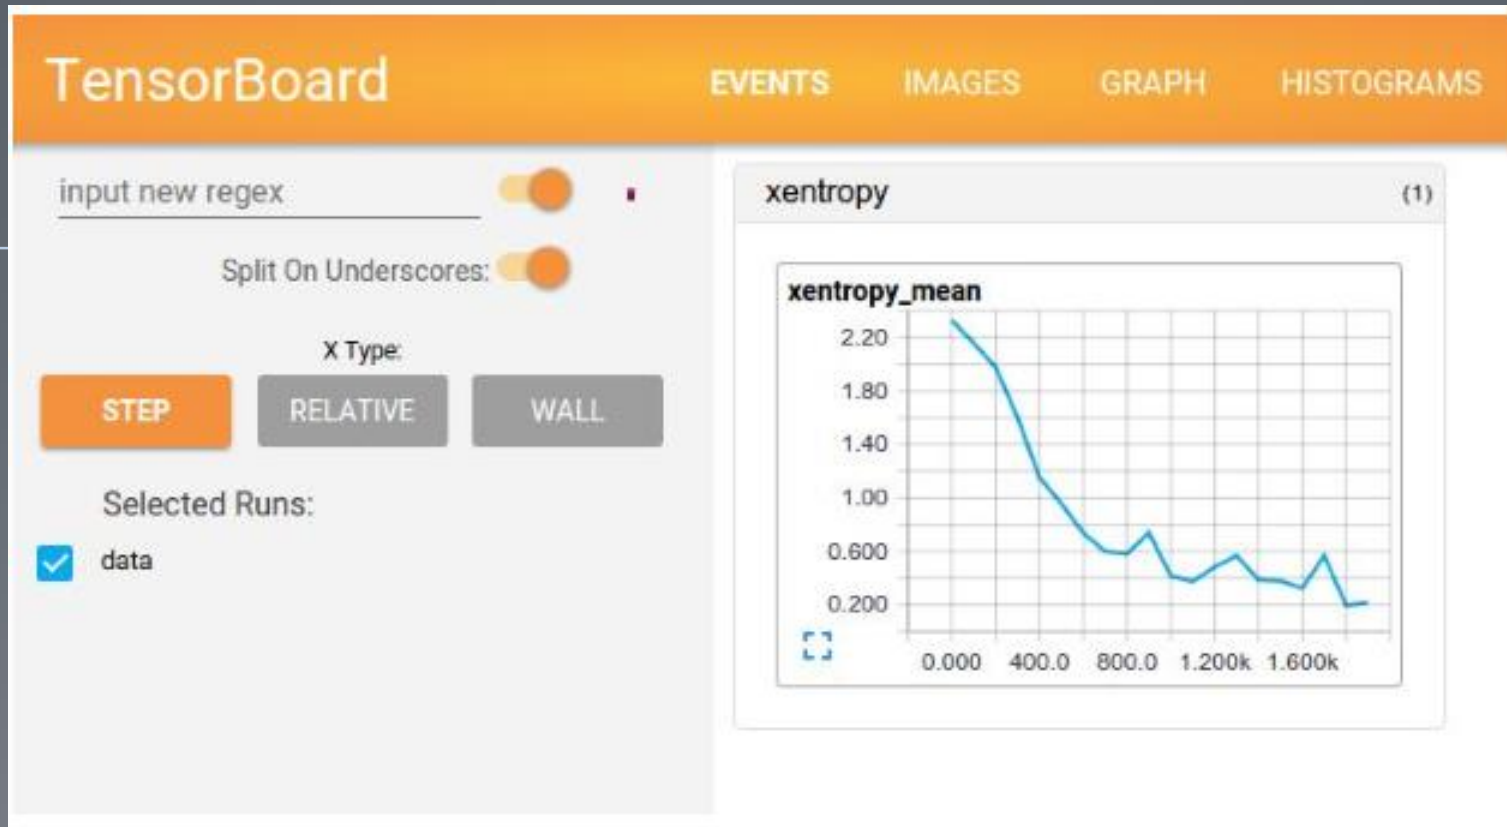 TensorBoard EVENTS IMAGES GRAPH HISTOGRAMS
input new regex
Split On Underscores:
X Type:
STEP RELATIVE WALL
Selected Runs:
data
xentropy (1)
xentropy_mean
2.20
1.80
1.40
1.00
0.600
0.200
0.000 400.0 800.0 1.200k 1.600k